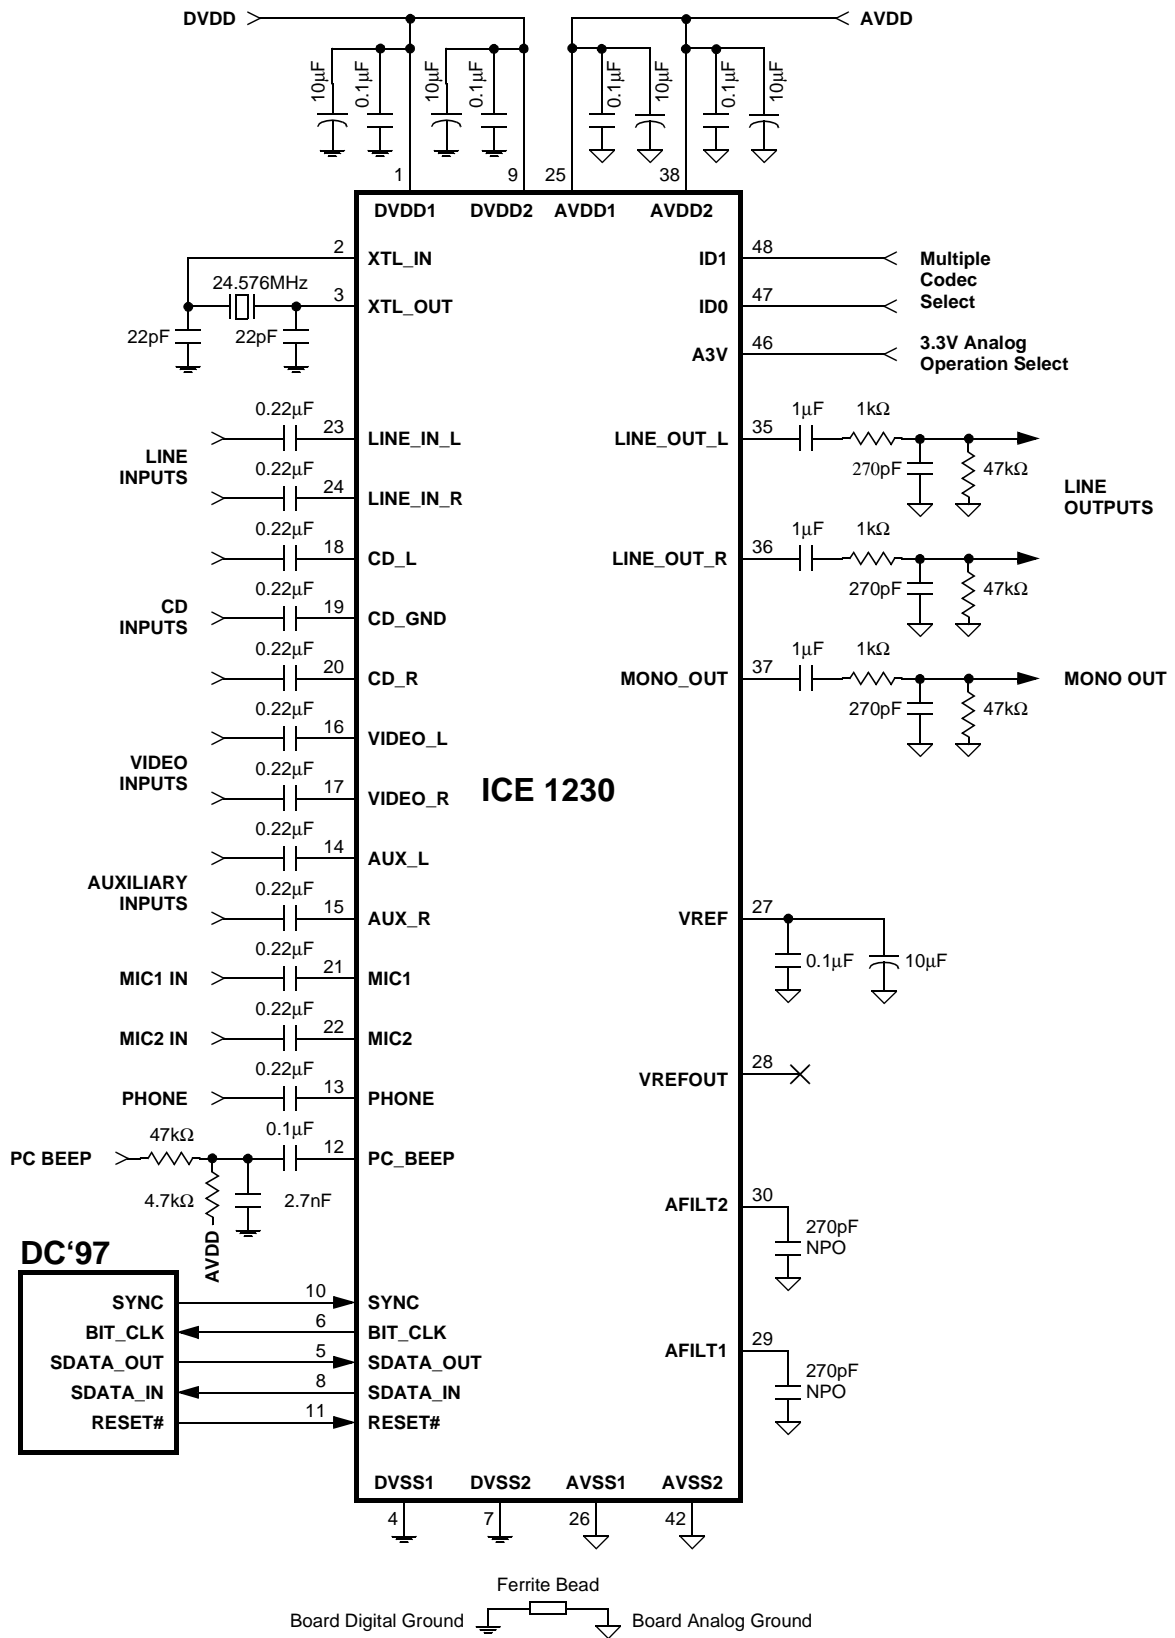 DVDD
AVDD
10μF
0.1μF
10μF
0.1μF
0.1μF
10μF
0.1μF
10μF
1
9
25
38
DVDD1
DVDD2
AVDD1
AVDD2
2
XTL_IN
24.576MHz
3
XTL_OUT
22pF
22pF
ID1
48
Multiple
Codec
Select
ID0
47
A3V
46
3.3V Analog
Operation Select
LINE
INPUTS
0.22μF
23
LINE_IN_L
0.22μF
24
LINE_IN_R
CD
INPUTS
0.22μF
18
CD_L
0.22μF
19
CD_GND
0.22μF
20
CD_R
VIDEO
INPUTS
0.22μF
16
VIDEO_L
0.22μF
17
VIDEO_R
AUXILIARY
INPUTS
0.22μF
14
AUX_L
0.22μF
15
AUX_R
MIC1 IN
0.22μF
21
MIC1
MIC2 IN
0.22μF
22
MIC2
PHONE
0.22μF
13
PHONE
PC BEEP
47kΩ
0.1μF
12
PC_BEEP
4.7kΩ
2.7nF
AVDD
ICE 1230
LINE_OUT_L
35
1μF
1kΩ
270pF
47kΩ
LINE
OUTPUTS
LINE_OUT_R
36
1μF
1kΩ
270pF
47kΩ
MONO_OUT
37
1μF
1kΩ
270pF
47kΩ
MONO OUT
VREF
27
0.1μF
10μF
VREFOUT
28
AFILT2
30
270pF
NPO
AFILT1
29
270pF
NPO
DC‘97
SYNC
10
SYNC
BIT_CLK
6
BIT_CLK
SDATA_OUT
5
SDATA_OUT
SDATA_IN
8
SDATA_IN
RESET#
11
RESET#
DVSS1
DVSS2
AVSS1
AVSS2
4
7
26
42
Ferrite Bead
Board Digital Ground
Board Analog Ground